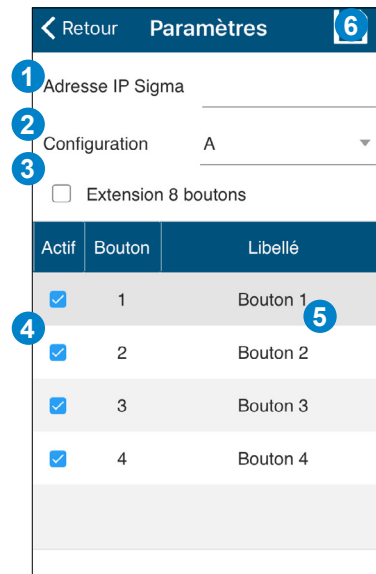 Retour Paramètres 6
1 Adresse IP Sigma
2
Configuration A
3
Extension 8 boutons
Actif Bouton Libellé
1 Bouton 1 5
4
2 Bouton 2
3 Bouton 3
4 Bouton 4